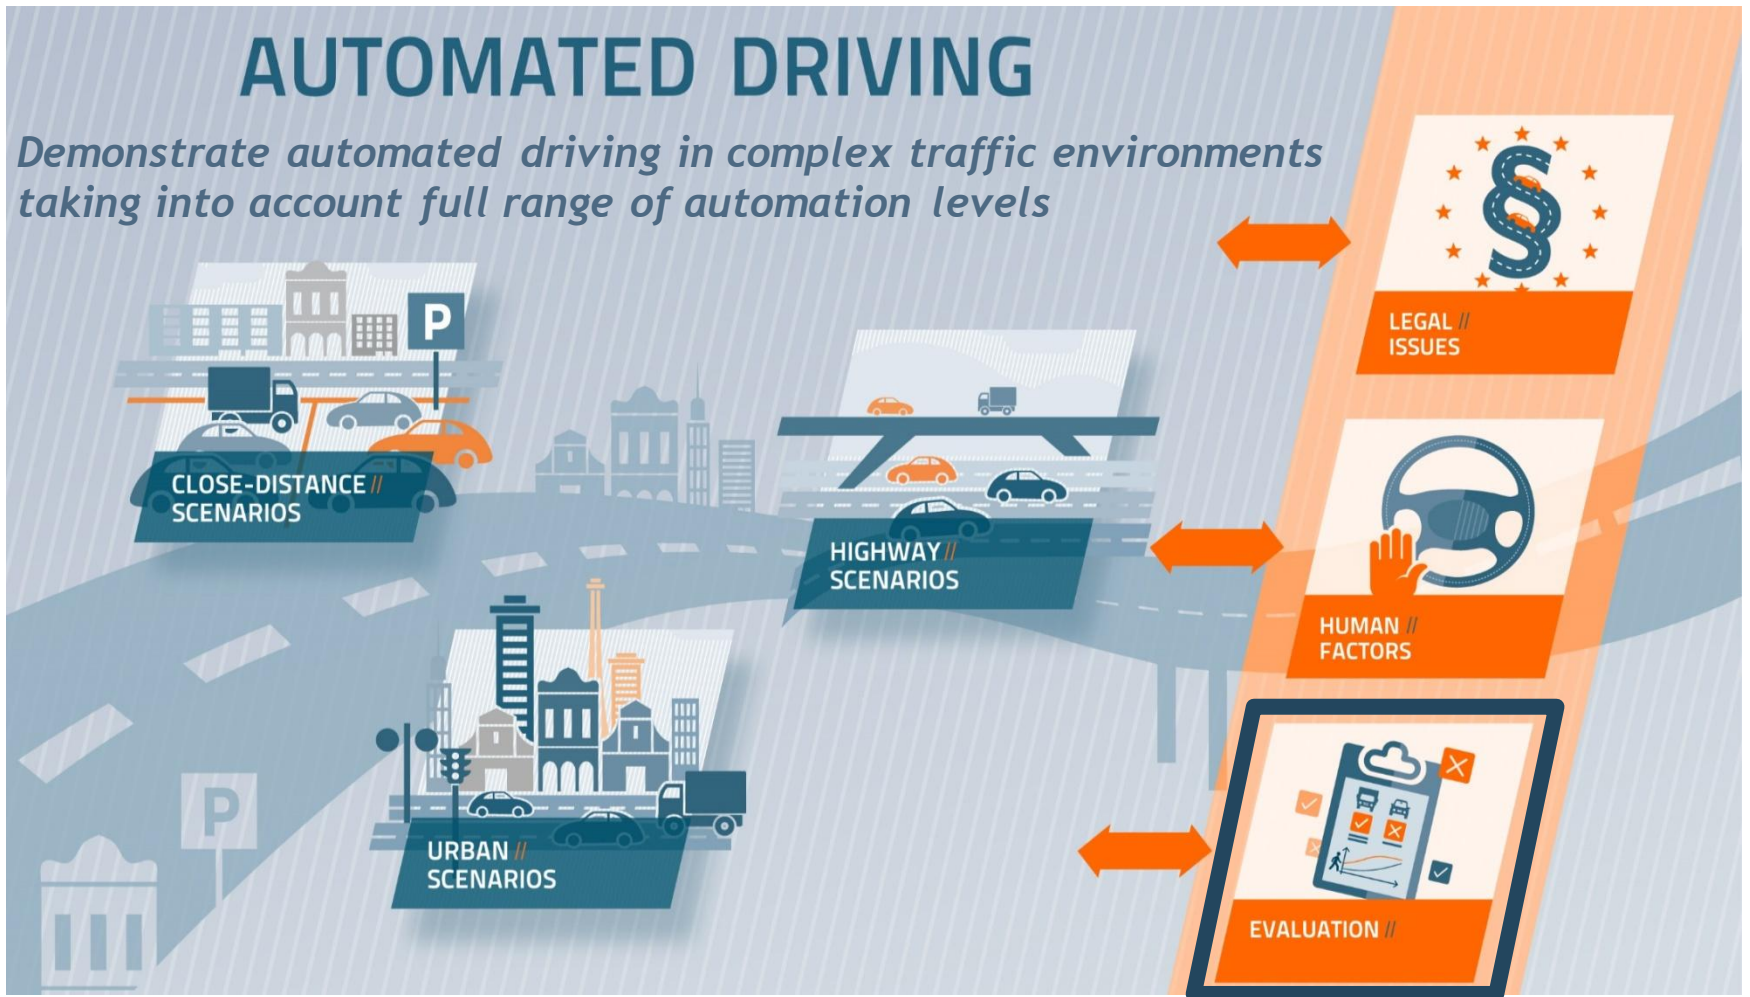 AUTOMATED DRIVING
Demonstrate automated driving in complex traffic environments
taking into account full range of automation levels
P
CLOSE-DISTANCE //
SCENARIOS
HIGHWAY //
SCENARIOS
URBAN //
SCENARIOS
P
§
LEGAL //
ISSUES
HUMAN //
FACTORS
EVALUATION //